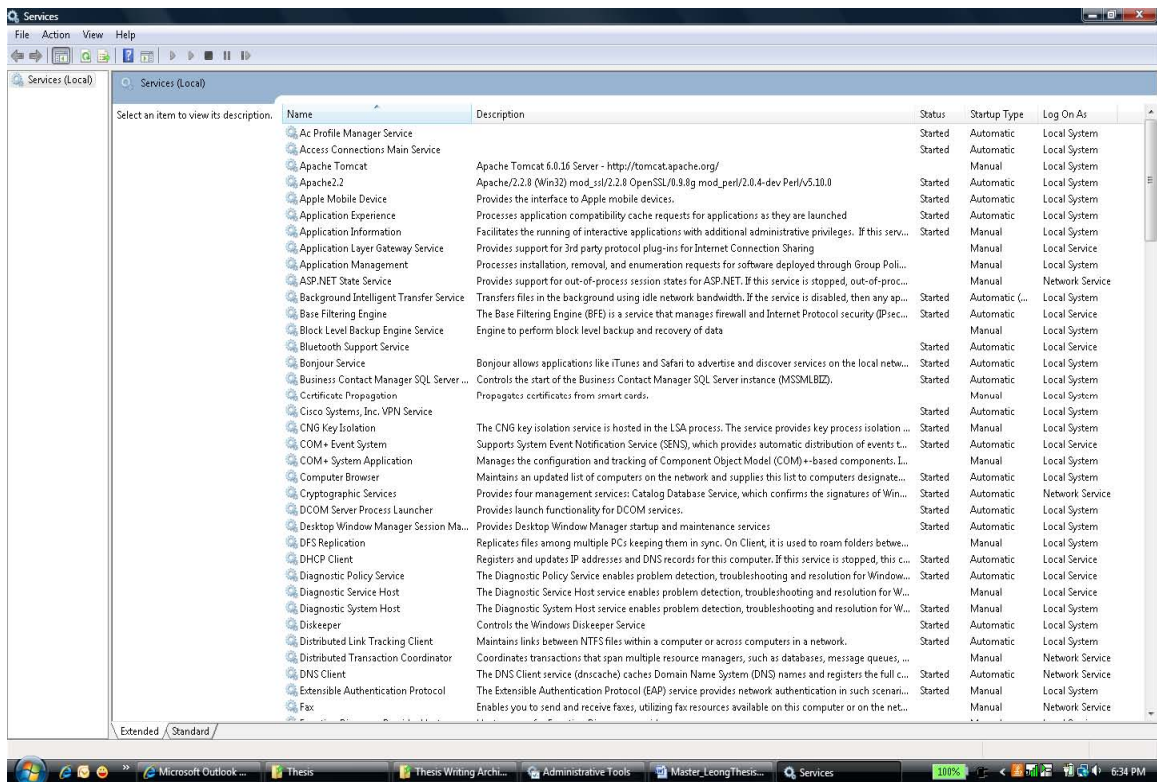 Services
File Action View Help
Services (Local)
Services (Local)
Select an item to view its description.
Name Description Status Startup Type Log On As
Ac Profile Manager Service Started Automatic Local System
Access Connections Main Service Started Automatic Local System
Apache Tomcat Apache Tomcat 6.0.16 Server - http://tomcat.apache.org/ Manual Local System
Apache2.2 Apache/2.2.8 (Win32) mod_ssl/2.2.8 OpenSSL/0.9.8g mod_perl/2.0.4-dev Perl/v5.10.0 Started Automatic Local System
Apple Mobile Device Provides the interface to Apple mobile devices. Started Automatic Local System
Application Experience Processes application compatibility cache requests for applications as they are launched Started Automatic Local System
Application Information Facilitates the running of interactive applications with additional administrative privileges. If this serv... Started Manual Local System
Application Layer Gateway Service Provides support for 3rd party protocol plug-ins for Internet Connection Sharing Manual Local Service
Application Management Processes installation, removal, and enumeration requests for software deployed through Group Poli... Manual Local System
ASP.NET State Service Provides support for out-of-process session states for ASP.NET. If this service is stopped, out-of-proc... Manual Network Service
Background Intelligent Transfer Service Transfers files in the background using idle network bandwidth. If the service is disabled, then any ap... Started Automatic (... Local System
Base Filtering Engine The Base Filtering Engine (BFE) is a service that manages firewall and Internet Protocol security (IPsec... Started Automatic Local Service
Block Level Backup Engine Service Engine to perform block level backup and recovery of data Manual Local System
Bluetooth Support Service Started Automatic Local Service
Bonjour Service Bonjour allows applications like iTunes and Safari to advertise and discover services on the local netw... Started Automatic Local System
Business Contact Manager SQL Server ... Controls the start of the Business Contact Manager SQL Server instance (MSSMLBIZ). Started Automatic Local System
Certificate Propagation Propagates certificates from smart cards. Manual Local System
Cisco Systems, Inc. VPN Service Started Automatic Local System
CNG Key Isolation The CNG key isolation service is hosted in the LSA process. The service provides key process isolation ... Started Manual Local System
COM+ Event System Supports System Event Notification Service (SENS), which provides automatic distribution of events t... Started Automatic Local Service
COM+ System Application Manages the configuration and tracking of Component Object Model (COM)+-based components. I... Manual Local System
Computer Browser Maintains an updated list of computers on the network and supplies this list to computers designate... Started Automatic Local System
Cryptographic Services Provides four management services: Catalog Database Service, which confirms the signatures of Win... Started Automatic Network Service
DCOM Server Process Launcher Provides launch functionality for DCOM services. Started Automatic Local System
Desktop Window Manager Session Ma... Provides Desktop Window Manager startup and maintenance services Started Automatic Local System
DFS Replication Replicates files among multiple PCs keeping them in sync. On Client, it is used to roam folders betwe... Manual Local System
DHCP Client Registers and updates IP addresses and DNS records for this computer. If this service is stopped, this c... Started Automatic Local Service
Diagnostic Policy Service The Diagnostic Policy Service enables problem detection, troubleshooting and resolution for Window... Started Automatic Local Service
Diagnostic Service Host The Diagnostic Service Host service enables problem detection, troubleshooting and resolution for W... Manual Local Service
Diagnostic System Host The Diagnostic System Host service enables problem detection, troubleshooting and resolution for W... Started Manual Local System
Diskeeper Controls the Windows Diskeeper Service Started Automatic Local System
Distributed Link Tracking Client Maintains links between NTFS files within a computer or across computers in a network. Started Automatic Local System
Distributed Transaction Coordinator Coordinates transactions that span multiple resource managers, such as databases, message queues, ... Manual Network Service
DNS Client The DNS Client service (dnscache) caches Domain Name System (DNS) names and registers the full c... Started Automatic Network Service
Extensible Authentication Protocol The Extensible Authentication Protocol (EAP) service provides network authentication in such scenari... Started Manual Local System
Fax Enables you to send and receive faxes, utilizing fax resources available on this computer or on the net... Manual Network Service
Extended Standard
Microsoft Outlook ... Thesis Thesis Writing Archi... Administrative Tools Master_LeongThesis... Services 100% 6:34 PM